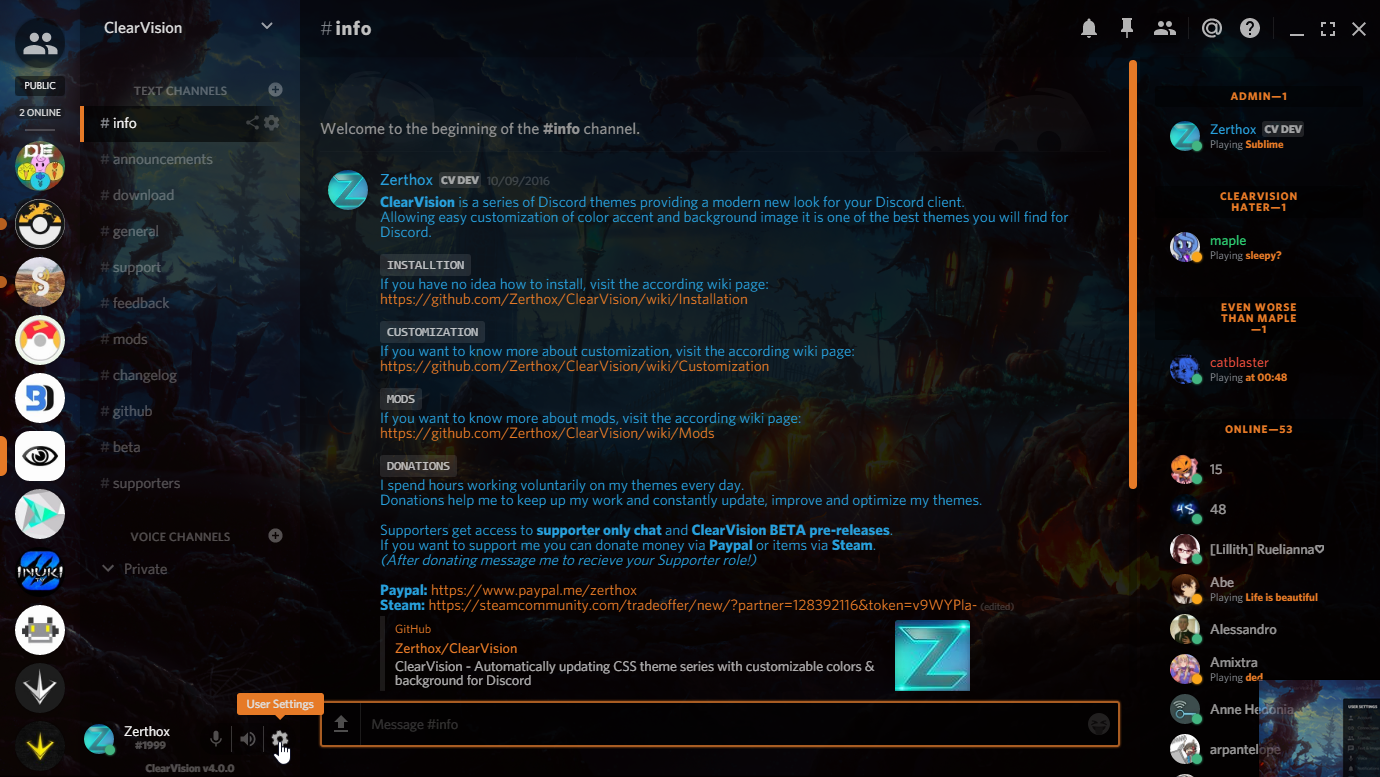 ClearVision
#info
PUBLIC
2 ONLINE
DE
TEXT CHANNELS
# info
# announcements
# download
# general
# support
# feedback
# mods
# changelog
# github
# beta
# supporters
VOICE CHANNELS
Private
User Settings
Zerthox
#1999
ClearVision v4.0.0
Welcome to the beginning of the #info channel.
Zerthox CV DEV 10/09/2016
ClearVision is a series of Discord themes providing a modern new look for your Discord client.
Allowing easy customization of color accent and background image it is one of the best themes you will find for
Discord.
INSTALLTION
If you have no idea how to install, visit the according wiki page:
https://github.com/Zerthox/ClearVision/wiki/Installation
CUSTOMIZATION
If you want to know more about customization, visit the according wiki page:
https://github.com/Zerthox/ClearVision/wiki/Customization
MODS
If you want to know more about mods, visit the according wiki page:
https://github.com/Zerthox/ClearVision/wiki/Mods
DONATIONS
I spend hours working voluntarily on my themes every day.
Donations help me to keep up my work and constantly update, improve and optimize my themes.
Supporters get access to supporter only chat and ClearVision BETA pre-releases.
If you want to support me you can donate money via Paypal or items via Steam.
(After donating message me to recieve your Supporter role!)
Paypal: https://www.paypal.me/zerthox
Steam: https://steamcommunity.com/tradeoffer/new/?partner=128392116&token=v9WYPla- (edited)
GitHub
Zerthox/ClearVision
ClearVision - Automatically updating CSS theme series with customizable colors &
background for Discord
Message #info
ADMIN—1
Zerthox CV DEV
Playing Sublime
CLEARVISION
HATER—1
maple
Playing sleepy?
EVEN WORSE
THAN MAPLE
—1
catblaster
Playing at 00:48
ONLINE—53
15
48
[Lillith] Ruelianna♡
Abe
Playing Life is beautiful
Alessandro
Amixtra
Playing ded
Anne Hedonia
arpantelope
USER SETTINGS